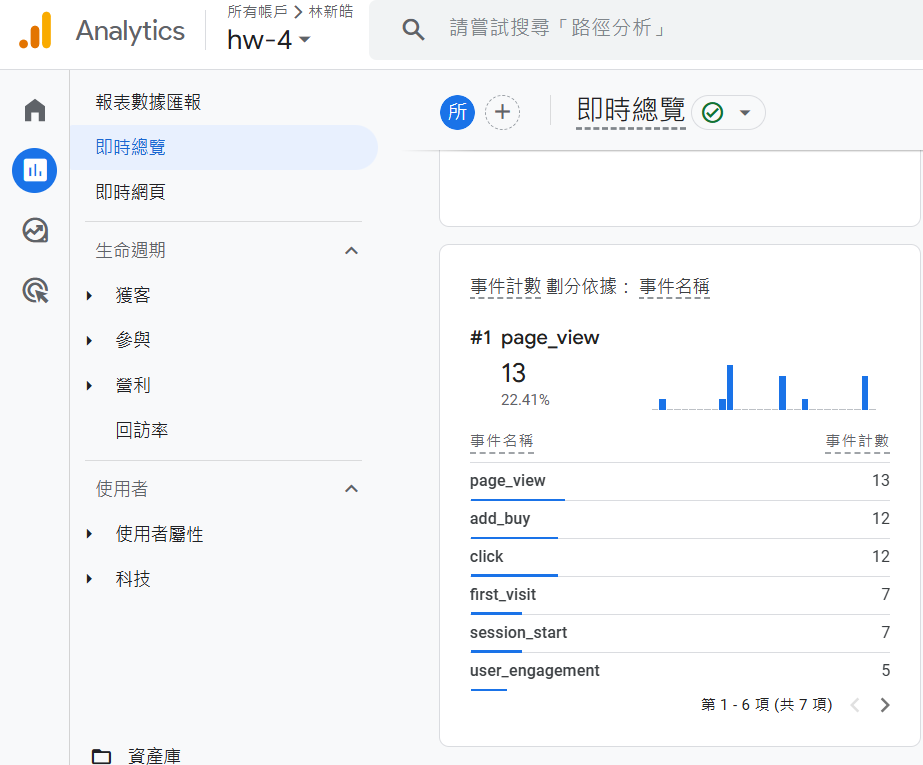 Analytics
所有帳戶 > 林新皓
hw-4
請嘗試搜尋「路徑分析」
報表數據匯報
即時總覽
即時網頁
生命週期
獲客
參與
營利
回訪率
使用者
使用者屬性
科技
資產庫
所
即時總覽
事件計數 劃分依據： 事件名稱
#1 page_view
13
22.41%
事件名稱 事件計數
page_view 13
add_buy 12
click 12
first_visit 7
session_start 7
user_engagement 5
第 1 - 6 項 (共 7 項)